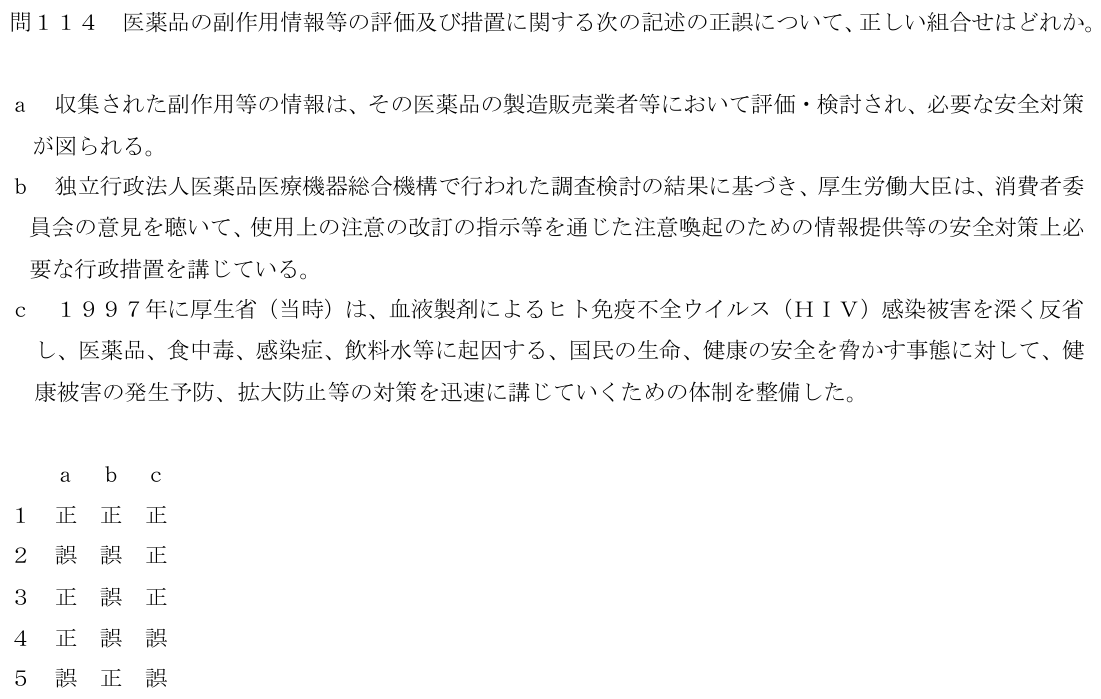 問１１４　医薬品の副作用情報等の評価及び措置に関する次の記述の正誤について、正しい組合せはどれか。
a　収集された副作用等の情報は、その医薬品の製造販売業者等において評価・検討され、必要な安全対策
が図られる。
b　独立行政法人医薬品医療機器総合機構で行われた調査検討の結果に基づき、厚生労働大臣は、消費者委
員会の意見を聴いて、使用上の注意の改訂の指示等を通じた注意喚起のための情報提供等の安全対策上必
要な行政措置を講じている。
c　１９９７年に厚生省（当時）は、血液製剤によるヒト免疫不全ウイルス（ＨＩＶ）感染被害を深く反省
し、医薬品、食中毒、感染症、飲料水等に起因する、国民の生命、健康の安全を脅かす事態に対して、健
康被害の発生予防、拡大防止等の対策を迅速に講じていくための体制を整備した。
a　b　c
1　正　正　正
2　誤　誤　正
3　正　誤　正
4　正　誤　誤
5　誤　正　誤